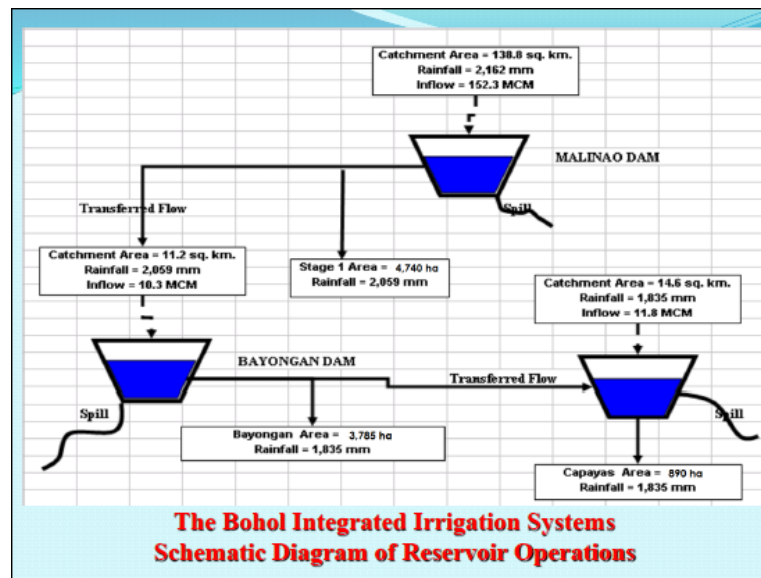 Catchment Area = 138.8 sq. km.
Rainfall = 2,162 mm
Inflow = 152.3 MCM
MALINAO DAM
Spill
Transferred Flow
Catchment Area = 11.2 sq. km.
Rainfall = 2,059 mm
Inflow = 10.3 MCM
Stage 1 Area = 4,740 ha
Rainfall = 2,059 mm
Catchment Area = 14.6 sq. km.
Rainfall = 1,835 mm
Inflow = 11.8 MCM
BAYONGAN DAM
Transferred Flow
Spill
Spill
Bayongan Area = 3,785 ha
Rainfall = 1,835 mm
Capayas Area = 890 ha
Rainfall = 1,835 mm
The Bohol Integrated Irrigation Systems
Schematic Diagram of Reservoir Operations